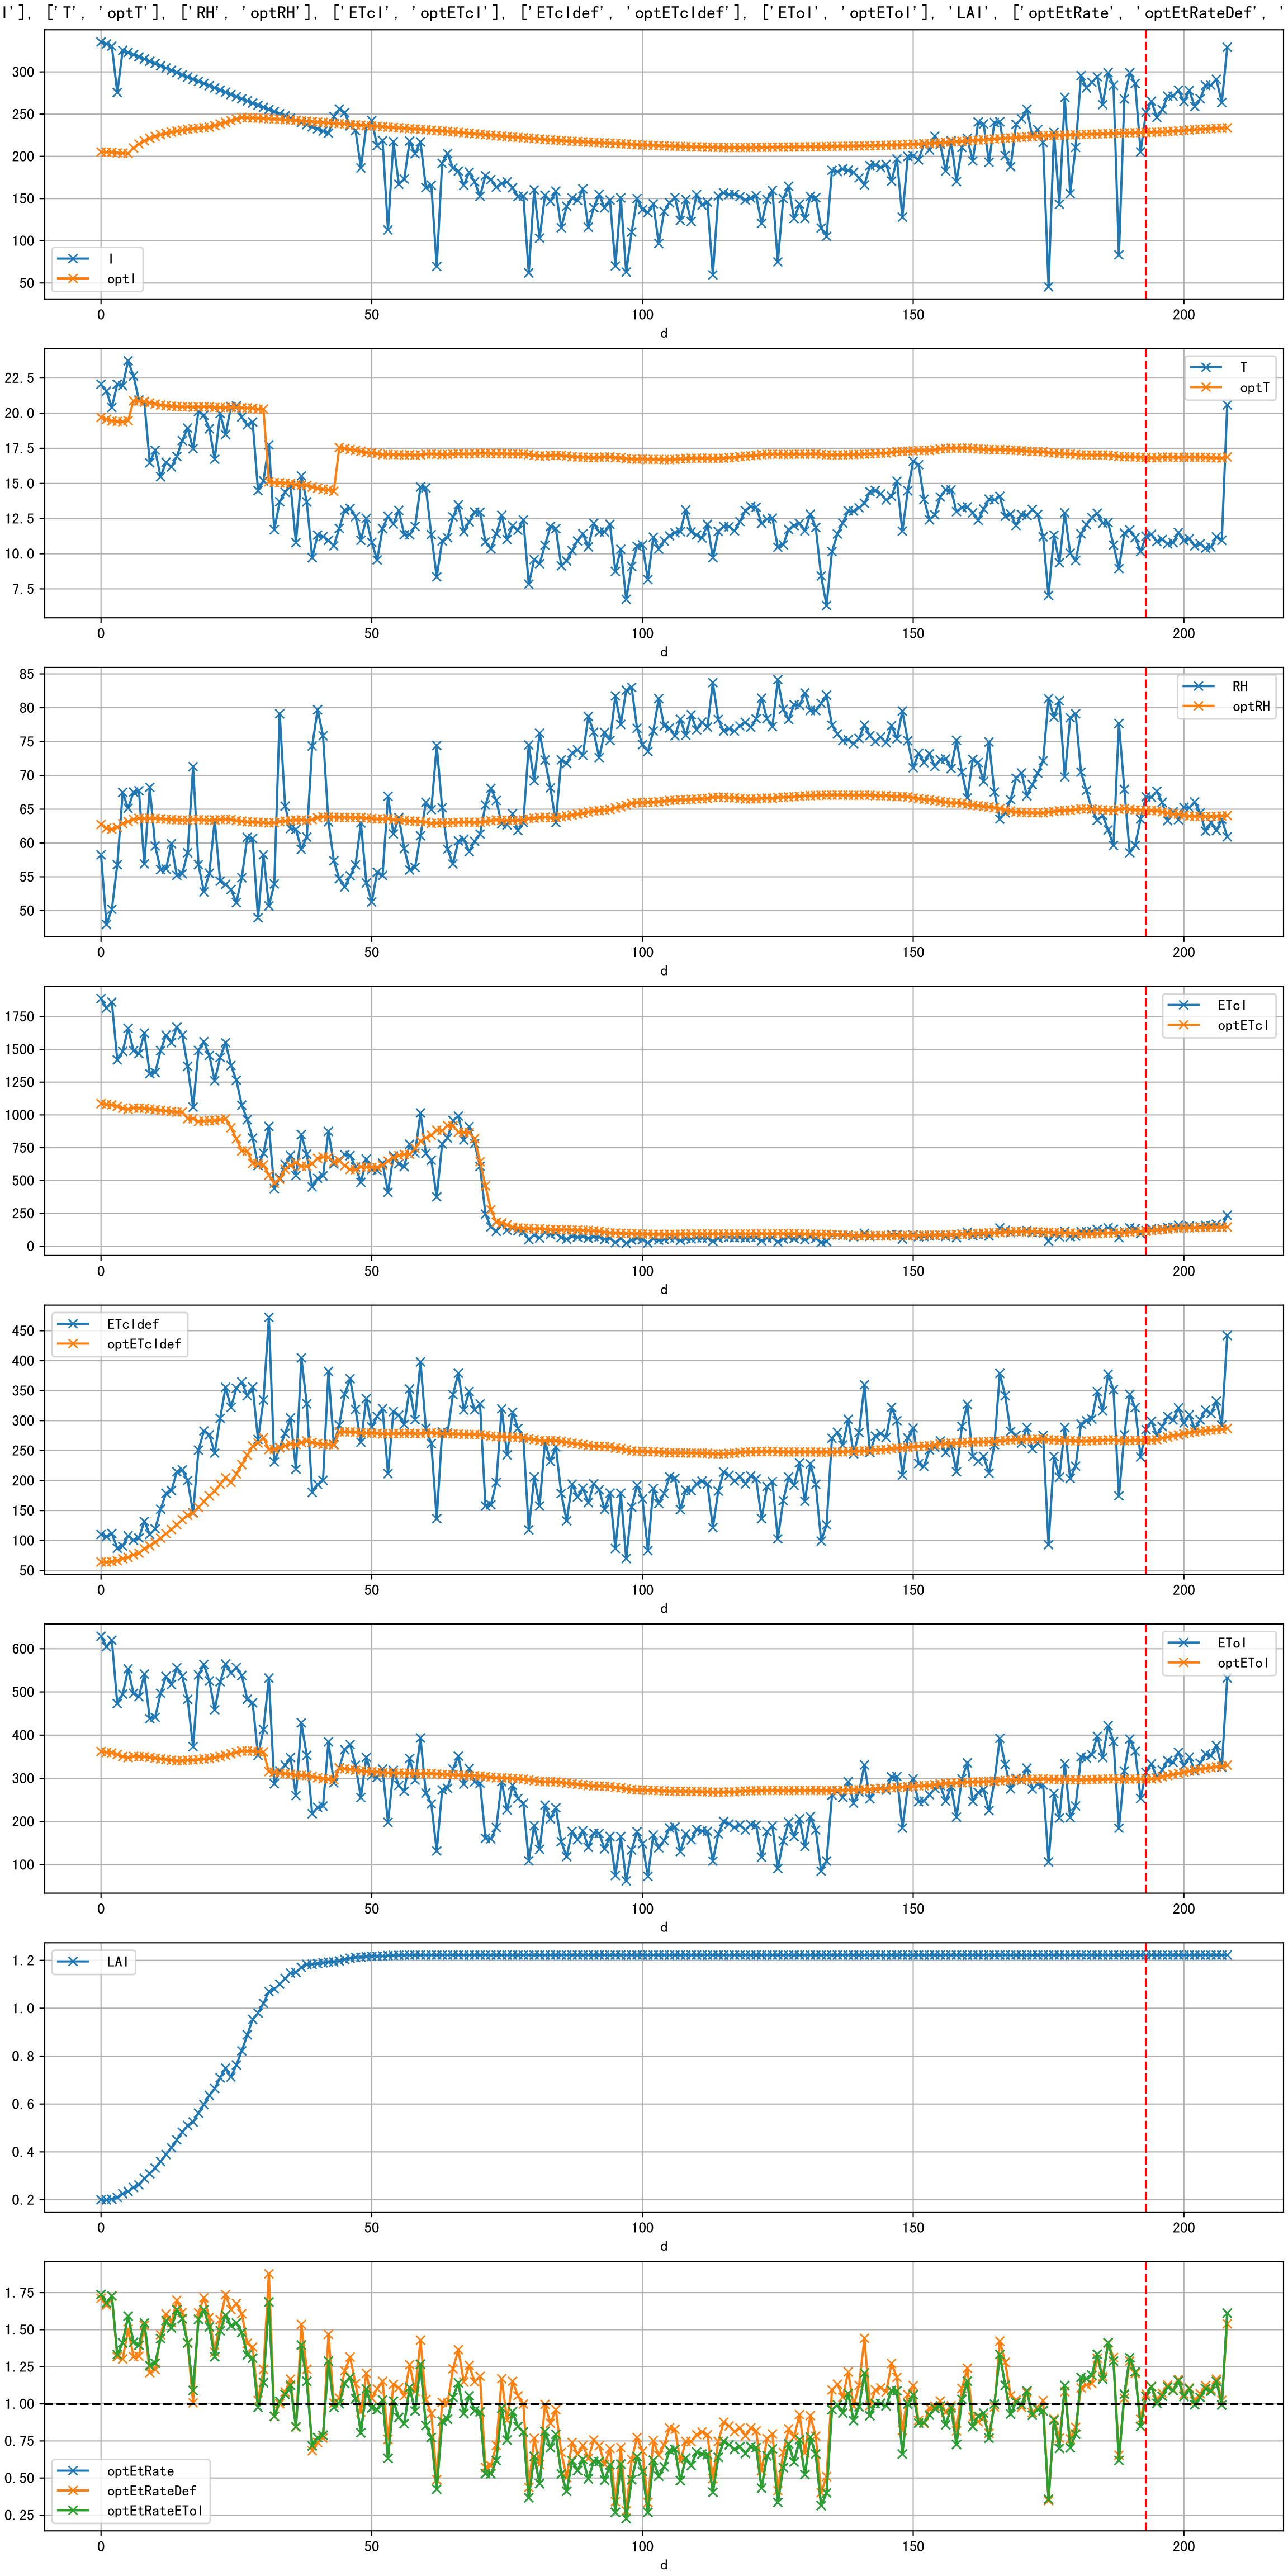 I'], ['T', 'optT'], ['RH', 'optRH'], ['ETcI', 'optETcI'], ['ETcIdef', 'optETcIdef'], ['EToI', 'optEToI'], 'LAI', ['optEtRate', 'optEtRateDef', '
300
250
200
150
100
50
I
optI
0 50 100 150 200
d
22.5
20.0
17.5
15.0
12.5
10.0
7.5
T
optT
0 50 100 150 200
d
85
80
75
70
65
60
55
50
RH
optRH
0 50 100 150 200
d
1750
1500
1250
1000
750
500
250
0
ETcI
optETcI
0 50 100 150 200
d
450
400
350
300
250
200
150
100
50
ETcIdef
optETcIdef
0 50 100 150 200
d
600
500
400
300
200
100
EToI
optEToI
0 50 100 150 200
d
1.2
1.0
0.8
0.6
0.4
0.2
LAI
0 50 100 150 200
d
1.75
1.50
1.25
1.00
0.75
0.50
0.25
optEtRate
optEtRateDef
optEtRateEToI
0 50 100 150 200
d